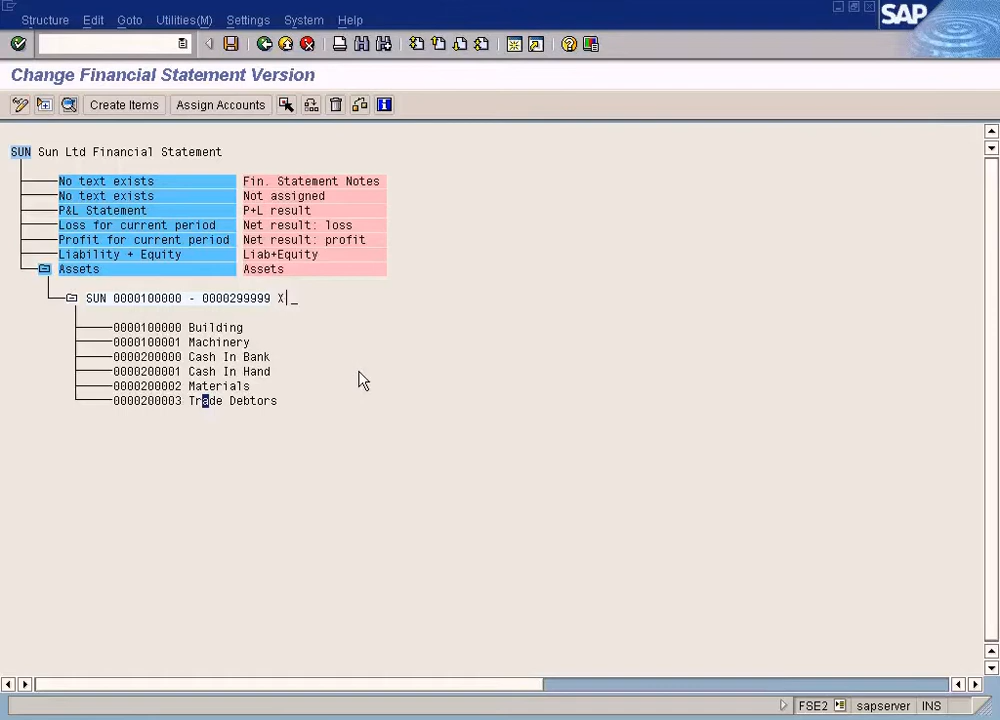 Structure Edit Goto Utilities(M) Settings System Help
SAP
Change Financial Statement Version
Create Items Assign Accounts
SUN Sun Ltd Financial Statement
No text exists Fin. Statement Notes
No text exists Not assigned
P&L Statement P+L result
Loss for current period Net result: loss
Profit for current period Net result: profit
Liability + Equity Liab+Equity
Assets Assets
SUN 0000100000 - 0000299999 X _
0000100000 Building
0000100001 Machinery
0000200000 Cash In Bank
0000200001 Cash In Hand
0000200002 Materials
0000200003 Trade Debtors
FSE2 sapserver INS